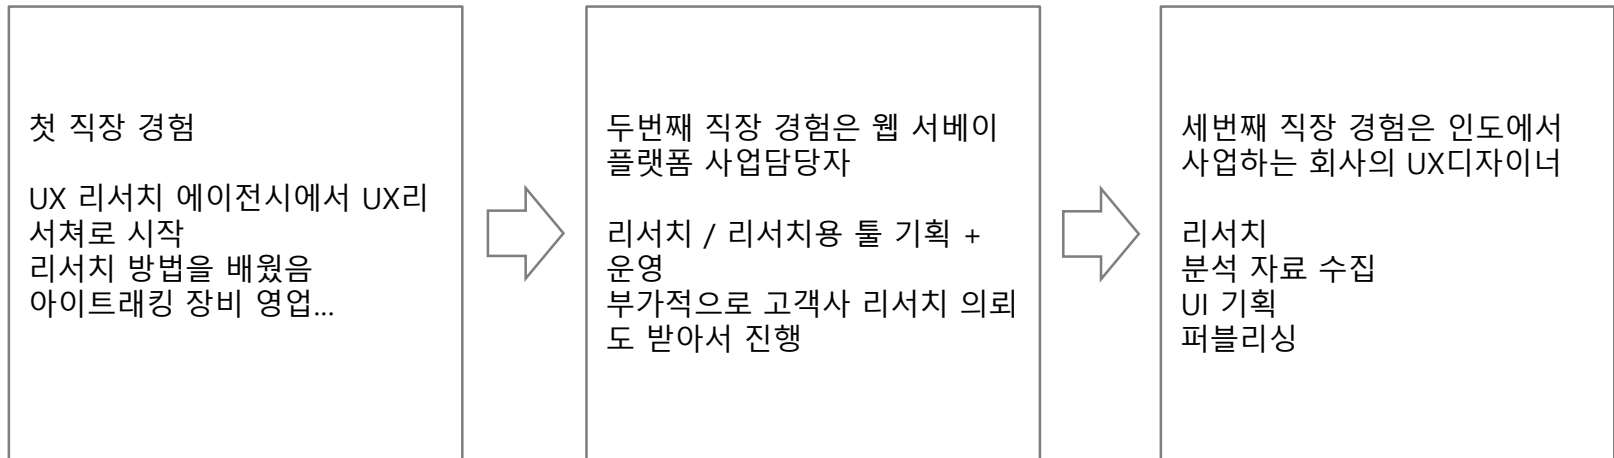 첫 직장 경험
UX 리서치 에이전시에서 UX리
서쳐로 시작
리서치 방법을 배웠음
아이트래킹 장비 영업...
두번째 직장 경험은 웹 서베이
플랫폼 사업담당자
리서치 / 리서치용 툴 기획 +
운영
부가적으로 고객사 리서치 의뢰
도 받아서 진행
세번째 직장 경험은 인도에서
사업하는 회사의 UX디자이너
리서치
분석 자료 수집
UI 기획
퍼블리싱